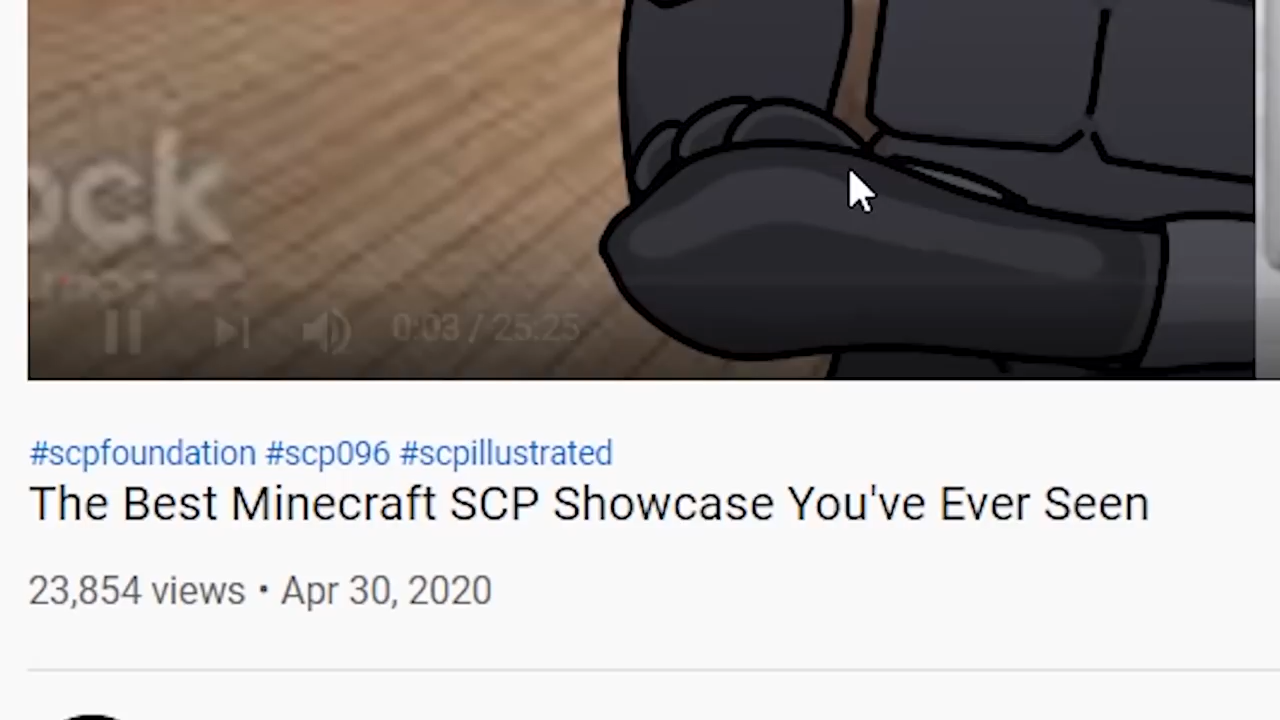 ock
0:03 / 25:25
#scpfoundation #scp096 #scpillustrated
The Best Minecraft SCP Showcase You've Ever Seen
23,854 views • Apr 30, 2020